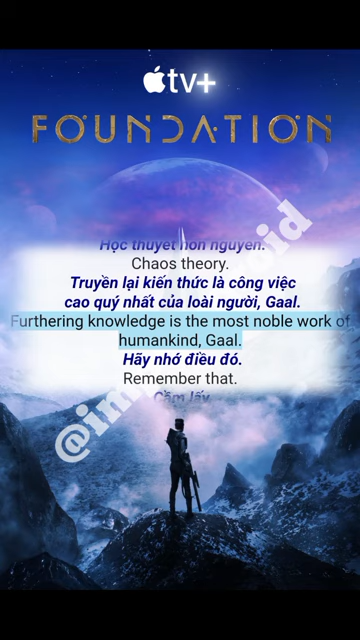 tv+
FOUNDATION
Học thuyết hỗn nguyên.
Chaos theory.
Truyền lại kiến thức là công việc
cao quý nhất của loài người, Gaal.
Furthering knowledge is the most noble work of
humankind, Gaal.
Hãy nhớ điều đó.
Remember that.
Cầm lấy